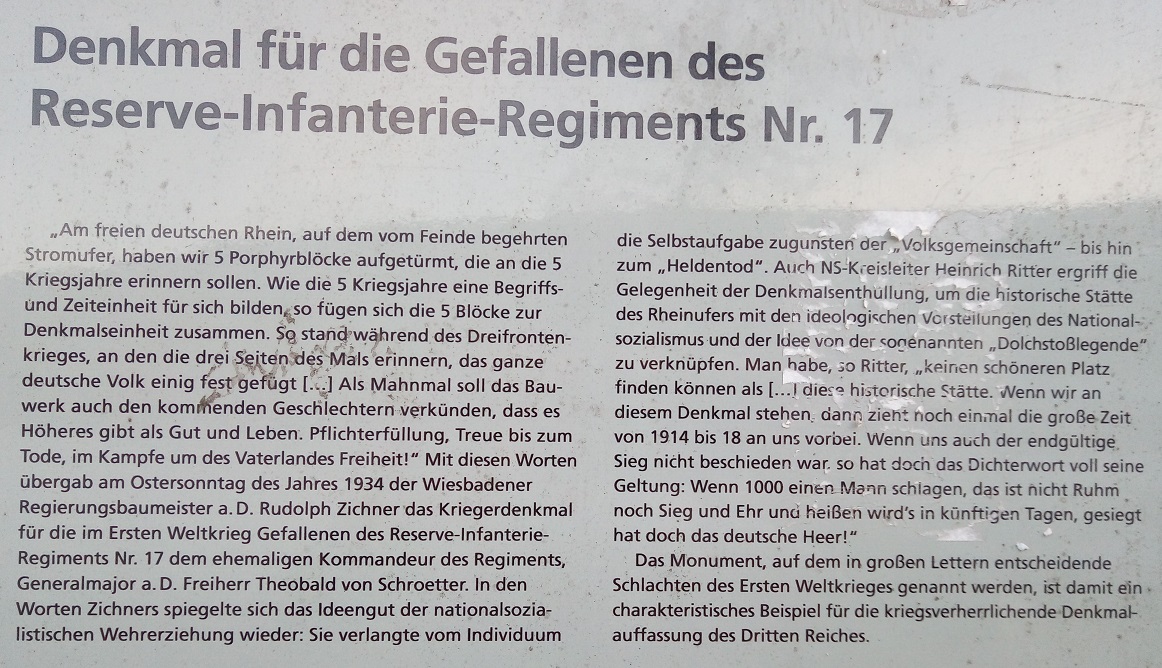 Denkmal für die Gefallenen des
Reserve-Infanterie-Regiments Nr. 17
„Am freien deutschen Rhein, auf dem vom Feinde begehrten
Stromufer, haben wir 5 Porphyrblöcke aufgetürmt, die an die 5
Kriegsjahre erinnern sollen. Wie die 5 Kriegsjahre eine Begriffs-
und Zeiteinheit für sich bilden, so fügen sich die 5 Blöcke zur
Denkmalseinheit zusammen. So stand während des Dreifronten-
krieges, an den die drei Seiten des Mals erinnern, das ganze
deutsche Volk einig fest gefügt [...] Als Mahnmal soll das Bau-
werk auch den kommenden Geschlechtern verkünden, dass es
Höheres gibt als Gut und Leben. Pflichterfüllung, Treue bis zum
Tode, im Kampfe um des Vaterlandes Freiheit!“ Mit diesen Worten
übergab am Ostersonntag des Jahres 1934 der Wiesbadener
Regierungsbaumeister a. D. Rudolph Zichner das Kriegerdenkmal
für die im Ersten Weltkrieg Gefallenen des Reserve-Infanterie-
Regiments Nr. 17 dem ehemaligen Kommandeur des Regiments,
Generalmajor a. D. Freiherr Theobald von Schroetter. In den
Worten Zichners spiegelte sich das Ideengut der nationalsozia-
listischen Wehrerziehung wieder: Sie verlangte vom Individuum
die Selbstaufgabe zugunsten der „Volksgemeinschaft“ – bis hin
zum „Heldentod“. Auch NS-Kreisleiter Heinrich Ritter ergriff die
Gelegenheit der Denkmalsenthüllung, um die historische Stätte
des Rheinufers mit den ideologischen Vorstellungen des National-
sozialismus und der Idee von der sogenannten „Dolchstoßlegende“
zu verknüpfen. Man habe, so Ritter, „keinen schöneren Platz
finden können als [...] diese historische Stätte. Wenn wir an
diesem Denkmal stehen, dann zieht noch einmal die große Zeit
von 1914 bis 18 an uns vorbei. Wenn uns auch der endgültige
Sieg nicht beschieden war, so hat doch das Dichterwort voll seine
Geltung: Wenn 1000 einen Mann schlagen, das ist nicht Ruhm
noch Sieg und Ehr und heißen wird's in künftigen Tagen, gesiegt
hat doch das deutsche Heer!“
Das Monument, auf dem in großen Lettern entscheidende
Schlachten des Ersten Weltkrieges genannt werden, ist damit ein
charakteristisches Beispiel für die kriegsverherrlichende Denkmal-
auffassung des Dritten Reiches.